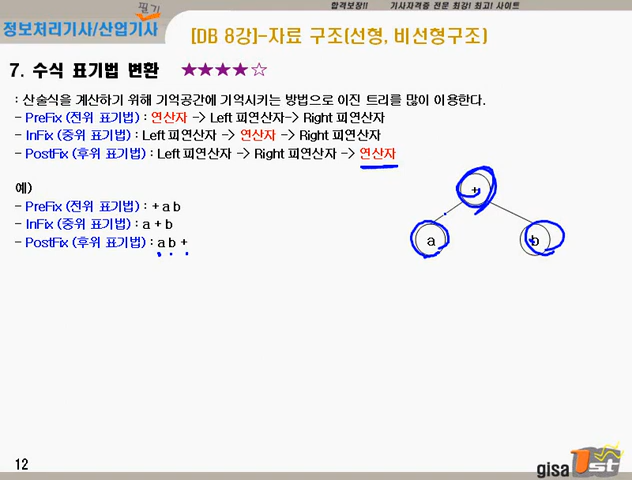 합격보장!! 기사자격증 전문 최강! 최고! 사이트
필기
정보처리기사/산업기사
[DB 8강]-자료 구조(선형, 비선형구조)
7. 수식 표기법 변환 ★★★★☆
: 산술식을 계산하기 위해 기억공간에 기억시키는 방법으로 이진 트리를 많이 이용한다.
- PreFix (전위 표기법) : 연산자 -> Left 피연산자-> Right 피연산자
- InFix (중위 표기법) : Left 피연산자 -> 연산자 -> Right 피연산자
- PostFix (후위 표기법) : Left 피연산자 -> Right 피연산자 -> 연산자
예)
- PreFix (전위 표기법) : + a b
- InFix (중위 표기법) : a + b
- PostFix (후위 표기법) : a b +
+
a b
12
gisa 1st